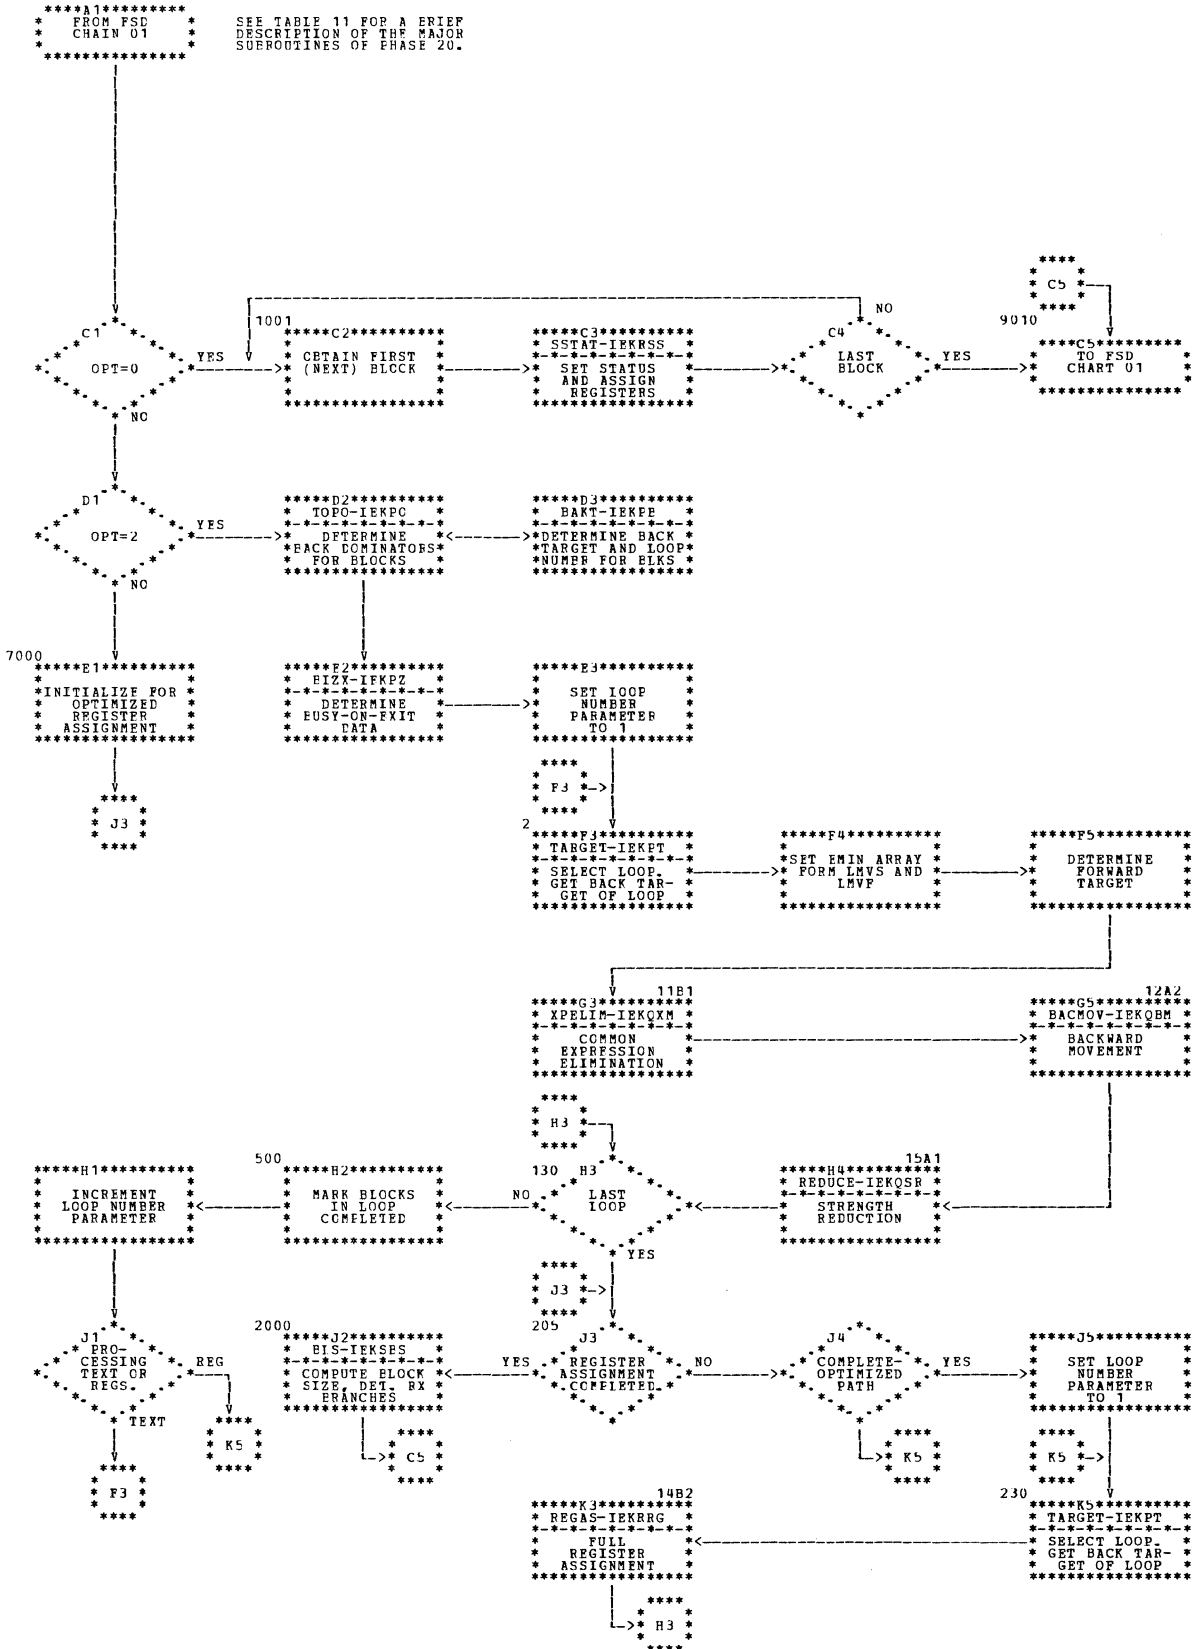 ****A1*********
FROM FSD
CHAIN 01
SEE TABLE 11 FOR A BRIEF
DESCRIPTION OF THE MAJOR
SUBROUTINES OF PHASE 20.
C1
OPT=0
YES
NO
1001
*****C2**********
OBTAIN FIRST
(NEXT) BLOCK
*****C3**********
SSTAT-IEKRSS
SET STATUS
AND ASSIGN
REGISTERS
C4
LAST
BLOCK
NO
YES
C5
9010
****C5*********
TO FSD
CHART 01
D1
OPT=2
YES
NO
*****D2**********
TOPO-IEKPO
DETERMINE
BACK DOMINATORS
FOR BLOCKS
*****D3**********
BAKT-IEKPB
DETERMINE BACK
TARGET AND LOOP
NUMBR FOR BLKS
7000
*****E1**********
INITIALIZE FOR
OPTIMIZED
REGISTER
ASSIGNMENT
J3
*****E2**********
BIZX-IEKPZ
DETERMINE
BUSY-ON-EXIT
DATA
*****E3**********
SET LOOP
NUMBER
PARAMETER
TO 1
F3
2
*****F3**********
TARGET-IEKPT
SELECT LOOP.
GET BACK TAR-
GET OF LOOP
*****F4**********
SET EMIN ARRAY
FORM LMVS AND
LMVF
*****F5**********
DETERMINE
FORWARD
TARGET
11B1
*****G3**********
XPELIM-IEKQXM
COMMON
EXPRESSION
ELIMINATION
12A2
*****G5**********
BACMOV-IEKQBM
BACKWARD
MOVEMENT
H3
*****H1**********
INCREMENT
LOOP NUMBER
PARAMETER
500
*****H2**********
MARK BLOCKS
IN LOOP
COMPLETED
130
H3
LAST
LOOP
NO
YES
15A1
*****H4**********
REDUCE-IEKQSR
STRENGTH
REDUCTION
J3
J1
PRO-
CESSING
TEXT OR
REGS.
REG
TEXT
K5
F3
2000
*****J2**********
BLS-IEKSBS
COMPUTE BLOCK
SIZE, DET. RX
BRANCHES
C5
205
J3
REGISTER
ASSIGNMENT
COMPLETED
YES
NO
J4
COMPLETE-
OPTIMIZED
PATH
YES
K5
*****J5**********
SET LOOP
NUMBER
PARAMETER
TO 1
K5
14B2
*****K3**********
REGAS-IEKRRG
FULL
REGISTER
ASSIGNMENT
H3
230
*****K5**********
TARGET-IEKPT
SELECT LOOP.
GET BACK TAR-
GET OF LOOP